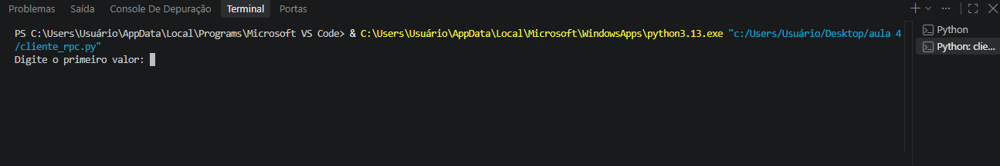 Problemas Saída Console De Depuração Terminal Portas
PS C:\Users\Usuário\AppData\Local\Programs\Microsoft VS Code> & C:\Users\Usuário\AppData\Local\Microsoft\WindowsApps\python3.13.exe "c:/Users/Usuário/Desktop/aula 4
/cliente_rpc.py"
Digite o primeiro valor:
Python
Python: clie...